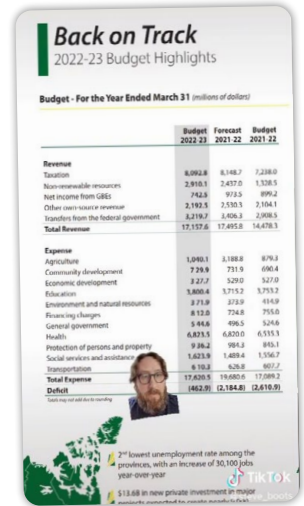 Back on Track
2022-23 Budget Highlights
Budget - For the Year Ended March 31 (millions of dollars)
Budget Forecast Budget
2022-23 2021-22 2021-22
Revenue
Taxation 8,092.8 8,148.7 7,238.0
Non-renewable resources 2,910.1 2,437.0 1,328.5
Net income from GBEs 742.5 973.5 899.2
Other own-source revenue 2,192.5 2,530.3 2,104.1
Transfers from the federal government 3,219.7 3,406.3 2,908.5
Total Revenue 17,157.6 17,495.8 14,478.3
Expense
Agriculture 1,040.1 3,188.8 879.3
Community development 729.9 731.9 690.4
Economic development 327.7 529.0 527.0
Education 3,800.4 3,715.2 3,753.2
Environment and natural resources 371.9 373.9 414.9
Financing charges 812.0 724.8 755.0
General government 544.6 496.5 524.6
Health 6,823.5 6,820.0 6,535.3
Protection of persons and property 936.2 984.3 845.1
Social services and assistance 1,623.9 1,489.4 1,556.7
Transportation 610.3 626.8 607.7
Total Expense 17,620.5 19,680.6 17,089.2
Deficit (462.9) (2,184.8) (2,610.9)
Totals may not add due to rounding
2nd lowest unemployment rate among the
provinces, with an increase of 30,100 jobs
year-over-year
TikTok
$13.6B in new private investment in major